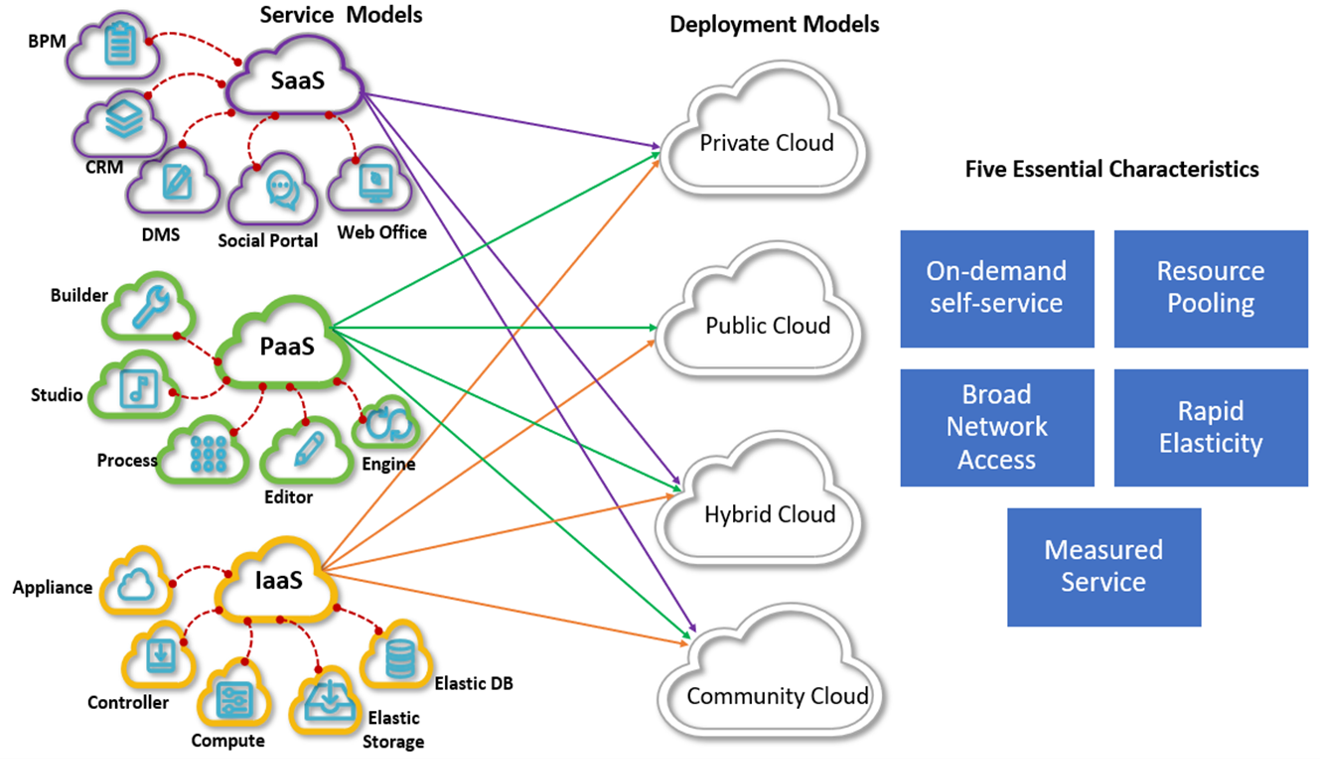 Service Models
BPM
SaaS
CRM
DMS
Social Portal
Web Office
Builder
PaaS
Studio
Process
Editor
Engine
IaaS
Appliance
Controller
Compute
Elastic
Storage
Elastic DB
Deployment Models
Private Cloud
Public Cloud
Hybrid Cloud
Community Cloud
Five Essential Characteristics
On-demand
self-service
Resource
Pooling
Broad
Network
Access
Rapid
Elasticity
Measured
Service